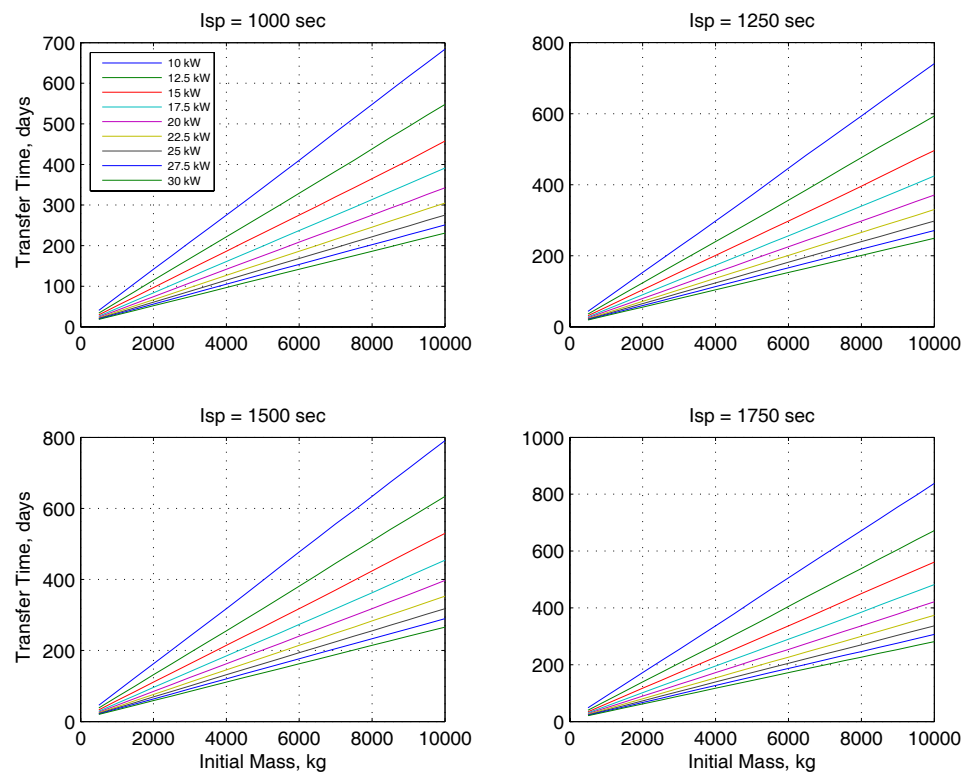 Isp = 1000 sec
Transfer Time, days
700
600
500
400
300
200
100
0
10 kW
12.5 kW
15 kW
17.5 kW
20 kW
22.5 kW
25 kW
27.5 kW
30 kW
0 2000 4000 6000 8000 10000
Isp = 1250 sec
800
600
400
200
0
0 2000 4000 6000 8000 10000
Isp = 1500 sec
Transfer Time, days
800
600
400
200
0
0 2000 4000 6000 8000 10000
Initial Mass, kg
Isp = 1750 sec
1000
800
600
400
200
0
0 2000 4000 6000 8000 10000
Initial Mass, kg